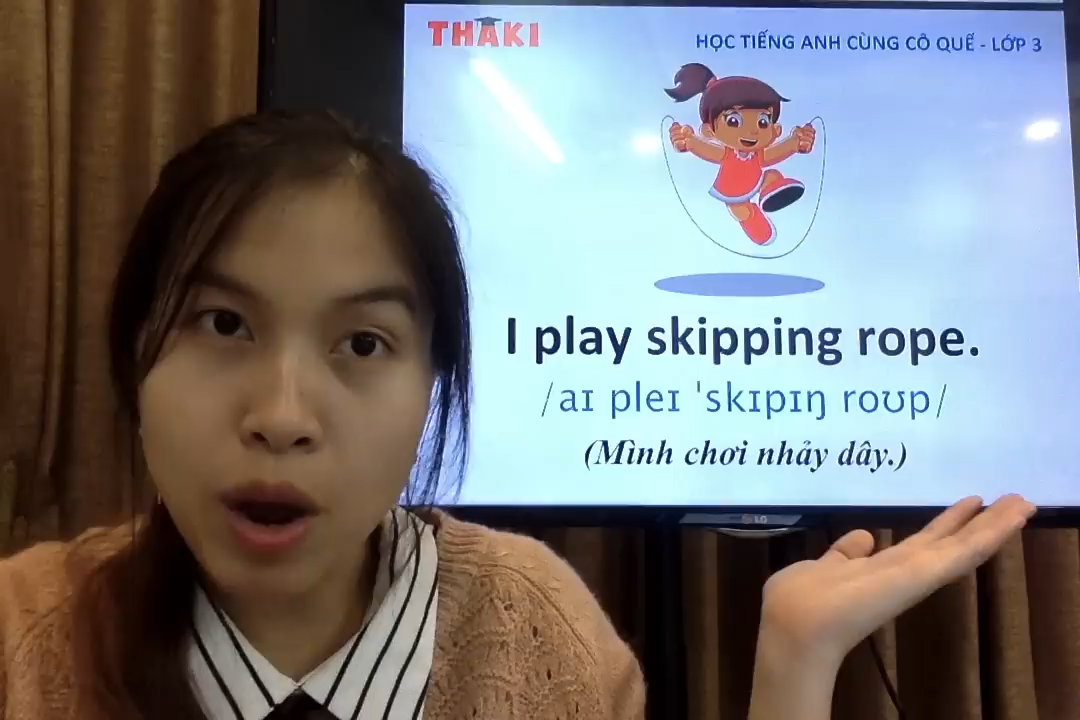 THAKI
HỌC TIẾNG ANH CÙNG CÔ QUẾ - LỚP 3
I play skipping rope.
/aɪ pleɪ ˈskɪpɪŋ roʊp/
(Mình chơi nhảy dây.)
LG